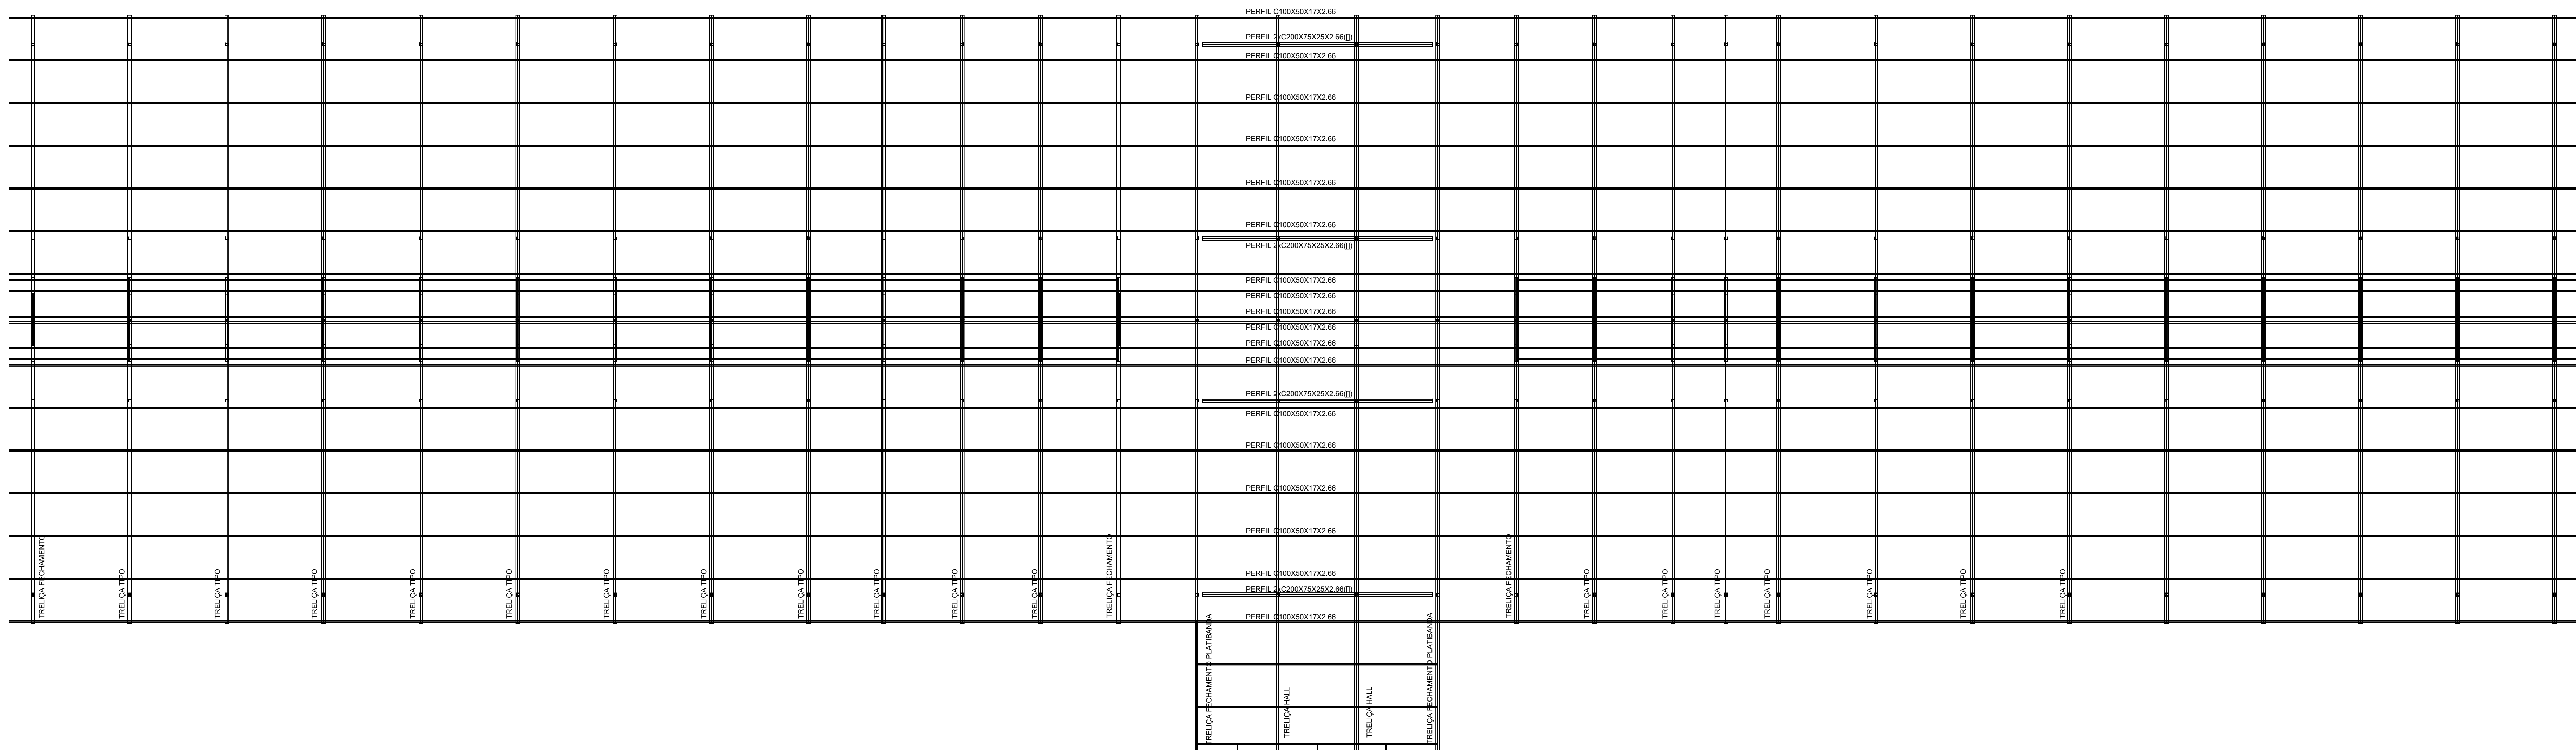 PERFIL C100X50X17X2.66
PERFIL 2xC200X75X25X2.66([])
PERFIL C100X50X17X2.66
PERFIL C100X50X17X2.66
PERFIL C100X50X17X2.66
PERFIL C100X50X17X2.66
PERFIL C100X50X17X2.66
PERFIL 2xC200X75X25X2.66([])
PERFIL C100X50X17X2.66
PERFIL C100X50X17X2.66
PERFIL C100X50X17X2.66
PERFIL C100X50X17X2.66
PERFIL C100X50X17X2.66
PERFIL C100X50X17X2.66
PERFIL 2xC200X75X25X2.66([])
PERFIL C100X50X17X2.66
PERFIL C100X50X17X2.66
PERFIL C100X50X17X2.66
PERFIL C100X50X17X2.66
PERFIL C100X50X17X2.66
PERFIL 2xC200X75X25X2.66([])
PERFIL C100X50X17X2.66
TRELIÇA FECHAMENTO
TRELIÇA TIPO
TRELIÇA TIPO
TRELIÇA TIPO
TRELIÇA TIPO
TRELIÇA TIPO
TRELIÇA TIPO
TRELIÇA TIPO
TRELIÇA TIPO
TRELIÇA TIPO
TRELIÇA TIPO
TRELIÇA TIPO
TRELIÇA FECHAMENTO
TRELIÇA FECHAMENTO
TRELIÇA TIPO
TRELIÇA TIPO
TRELIÇA TIPO
TRELIÇA TIPO
TRELIÇA TIPO
TRELIÇA TIPO
TRELIÇA TIPO
TRELIÇA FECHAMENTO PLATIBANDA
TRELIÇA HALL
TRELIÇA HALL
TRELIÇA FECHAMENTO PLATIBANDA